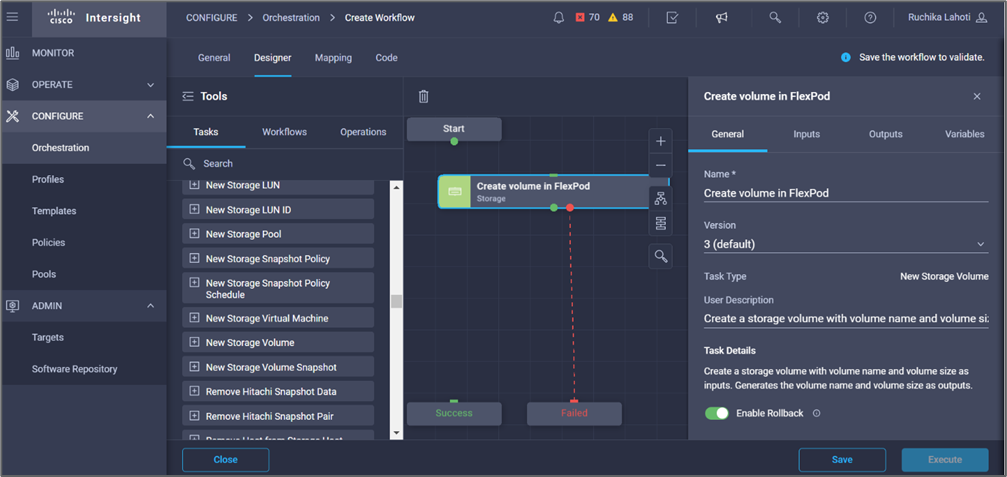 CISCO Intersight
CONFIGURE > Orchestration > Create Workflow
70 88
Ruchika Lahoti
MONITOR
OPERATE
CONFIGURE
Orchestration
Profiles
Templates
Policies
Pools
ADMIN
Targets
Software Repository
General Designer Mapping Code
Save the workflow to validate.
Tools
Tasks Workflows Operations
Search
New Storage LUN
New Storage LUN ID
New Storage Pool
New Storage Snapshot Policy
New Storage Snapshot Policy
Schedule
New Storage Virtual Machine
New Storage Volume
New Storage Volume Snapshot
Remove Hitachi Snapshot Data
Remove Hitachi Snapshot Pair
Remove Host from Storage Host
Start
Create volume in FlexPod
Storage
Success
Failed
Create volume in FlexPod
General Inputs Outputs Variables
Name *
Create volume in FlexPod
Version
3 (default)
Task Type New Storage Volume
User Description
Create a storage volume with volume name and volume siz
Task Details
Create a storage volume with volume name and volume size as
inputs. Generates the volume name and volume size as outputs.
Enable Rollback
Close
Save
Execute